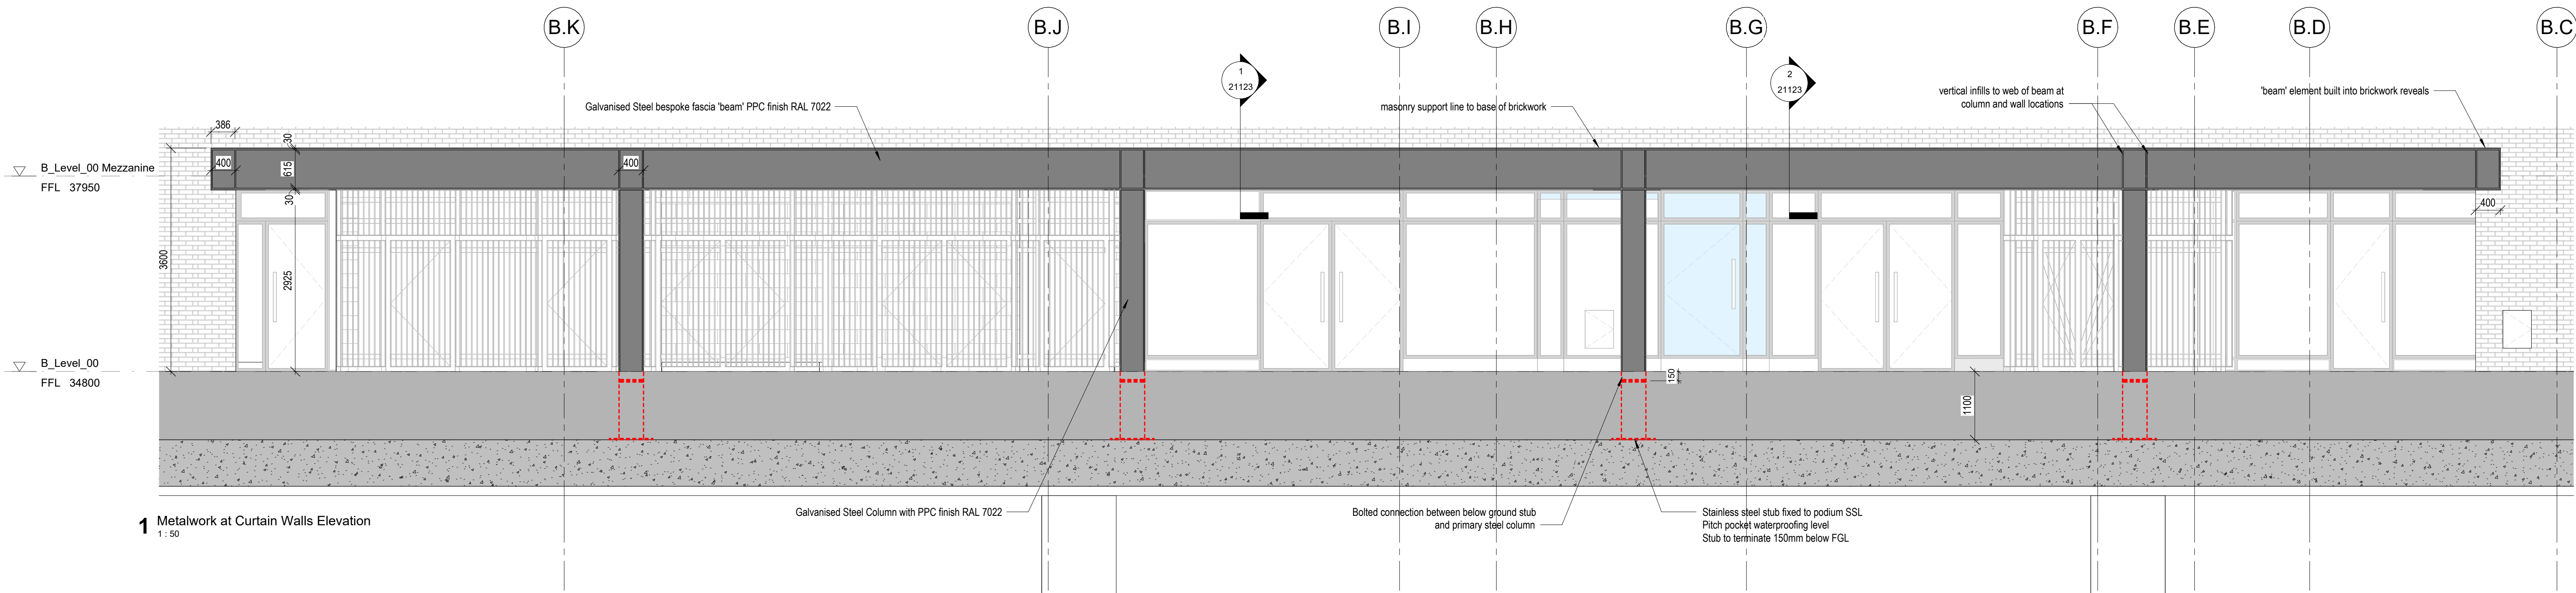 B.K
B.J
B.I
B.H
B.G
B.F
B.E
B.D
B.C
1
21123
2
21123
Galvanised Steel bespoke fascia 'beam' PPC finish RAL 7022
masonry support line to base of brickwork
vertical infills to web of beam at
column and wall locations
'beam' element built into brickwork reveals
386
30
400
615
400
30
400
B_Level_00 Mezzanine
FFL 37950
3600
2925
B_Level_00
FFL 34800
150
1100
Galvanised Steel Column with PPC finish RAL 7022
Bolted connection between below ground stub
and primary steel column
Stainless steel stub fixed to podium SSL
Pitch pocket waterproofing level
Stub to terminate 150mm below FGL
1 Metalwork at Curtain Walls Elevation
1 : 50